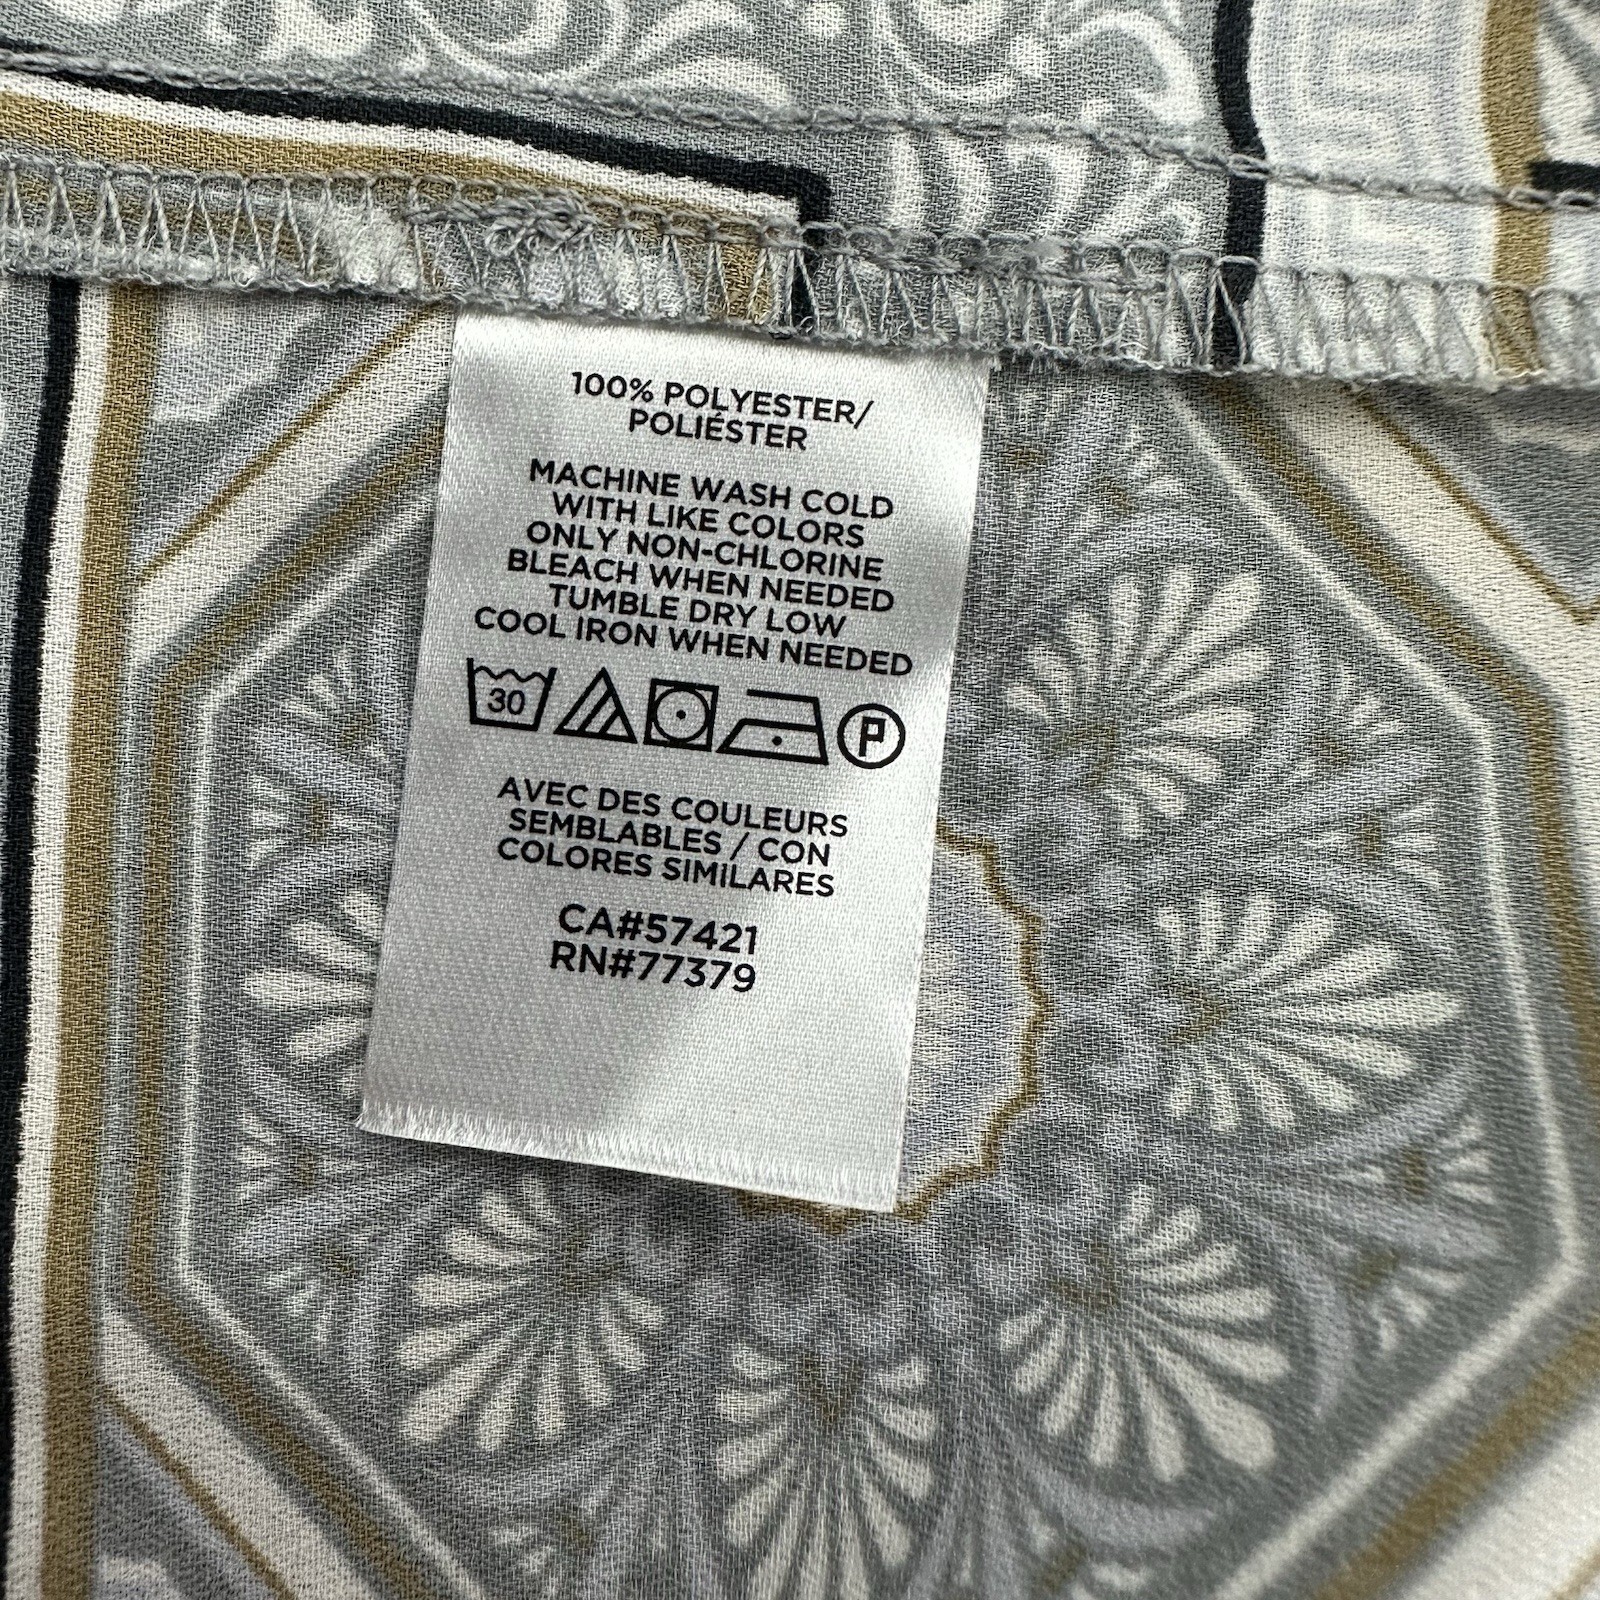 100% POLYESTER/
POLIÉSTER
MACHINE WASH COLD
WITH LIKE COLORS
ONLY NON-CHLORINE
BLEACH WHEN NEEDED
TUMBLE DRY LOW
COOL IRON WHEN NEEDED
30 P
AVEC DES COULEURS
SEMBLABLES / CON
COLORES SIMILARES
CA#57421
RN#77379